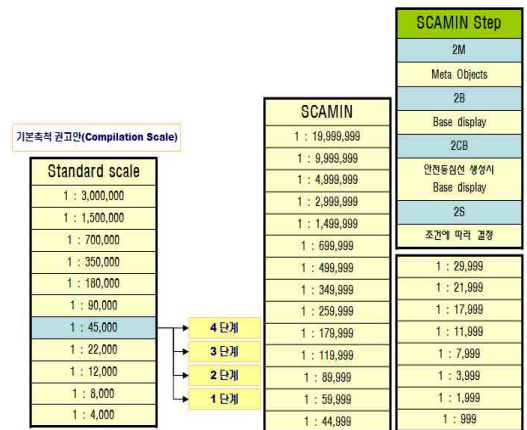 기본축척 권고안(Compilation Scale)
Standard scale
1 : 3,000,000
1 : 1,500,000
1 : 700,000
1 : 350,000
1 : 180,000
1 : 90,000
1 : 45,000
1 : 22,000
1 : 12,000
1 : 8,000
1 : 4,000
4 단계
3 단계
2 단계
1 단계
SCAMIN
1 : 19,999,999
1 : 9,999,999
1 : 4,999,999
1 : 2,999,999
1 : 1,499,999
1 : 699,999
1 : 499,999
1 : 349,999
1 : 259,999
1 : 179,999
1 : 119,999
1 : 89,999
1 : 59,999
1 : 44,999
SCAMIN Step
2M
Meta Objects
2B
Base display
2CB
안전등심선 생성시
Base display
2S
조건에 따라 결정
1 : 29,999
1 : 21,999
1 : 17,999
1 : 11,999
1 : 7,999
1 : 3,999
1 : 1,999
1 : 999